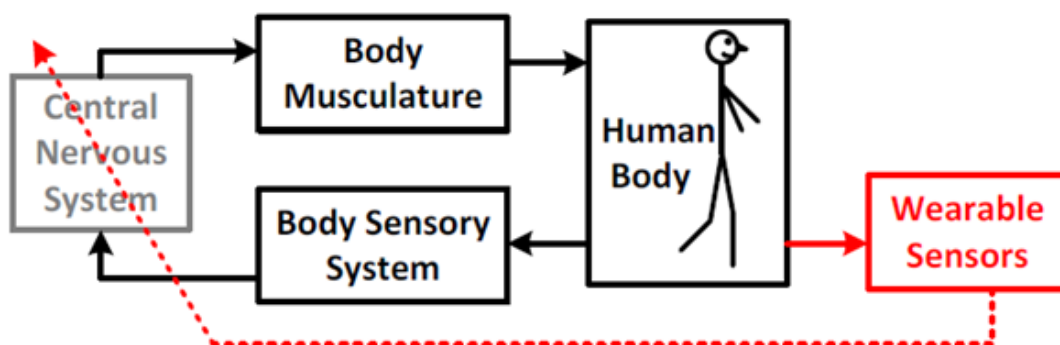 Body
Musculature
Central
Nervous
System
Human
Body
Body Sensory
System
Wearable
Sensors